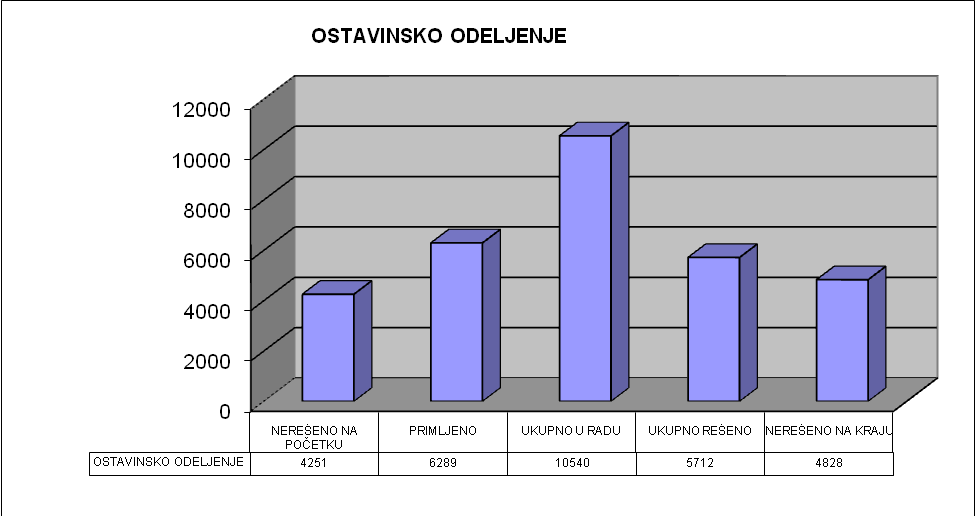 OSTAVINSKO ODELJENJE
12000
10000
8000
6000
4000
2000
0
NEREŠENO NA
POČETKU
PRIMLJENO
UKUPNO U RADU
UKUPNO REŠENO
NEREŠENO NA KRAJU
OSTAVINSKO ODELJENJE 4251 6289 10540 5712 4828